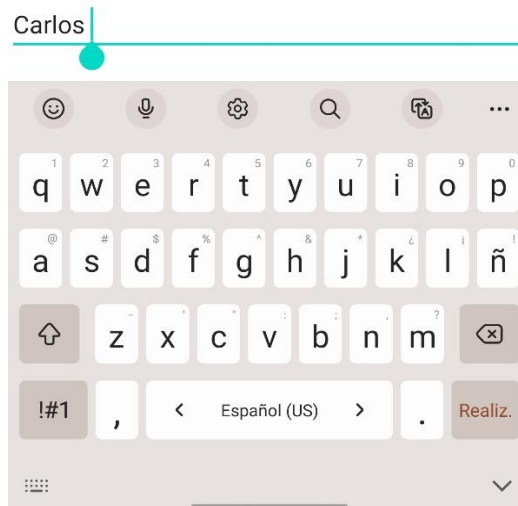 Carlos
1 2 3 4 5 6 7 8 9 0
q w e r t y u i o p
@ # $ % ^ & * ¿ ¡ !
a s d f g h j k l ñ
- ' " : ; , ?
z x c v b n m
!#1 , < Español (US) > . Realiz.